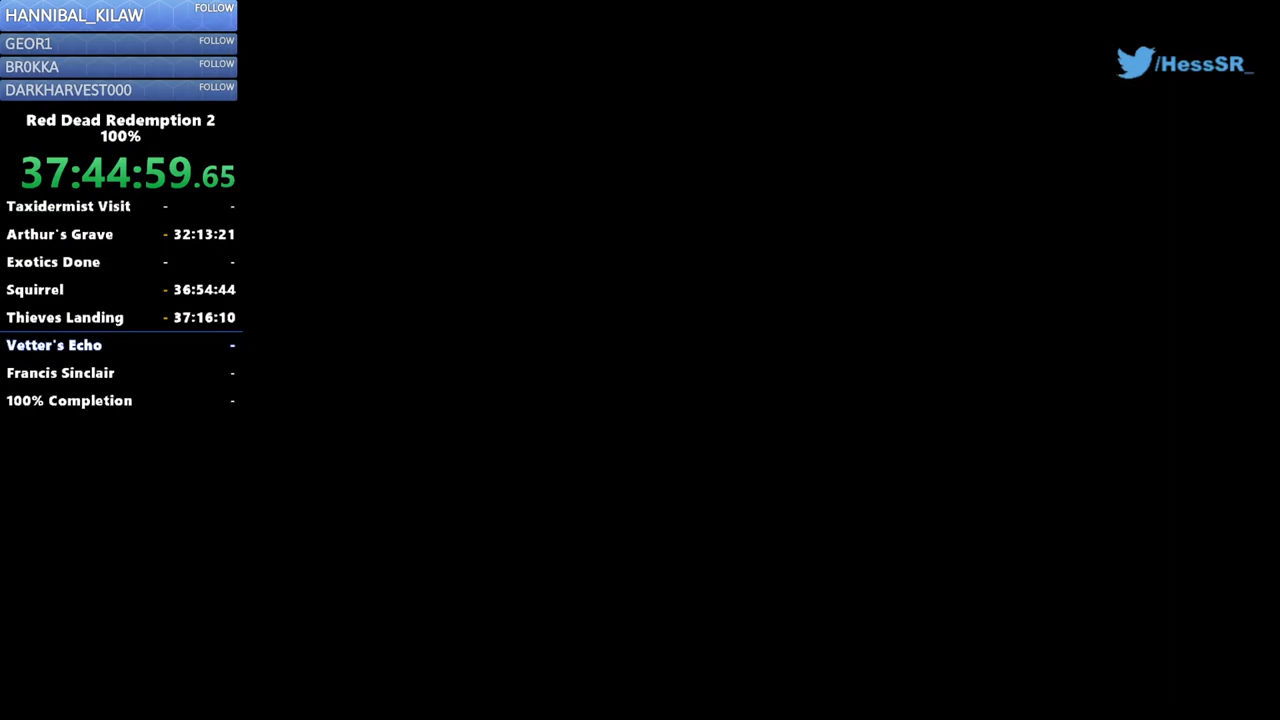 HANNIBAL_KILAW FOLLOW
GEOR1 FOLLOW
BR0KKA FOLLOW
DARKHARVEST000 FOLLOW
/HessSR_
Red Dead Redemption 2
100%
37:44:59.65
Taxidermist Visit - -
Arthur's Grave - 32:13:21
Exotics Done - -
Squirrel - 36:54:44
Thieves Landing - 37:16:10
Vetter's Echo -
Francis Sinclair -
100% Completion -